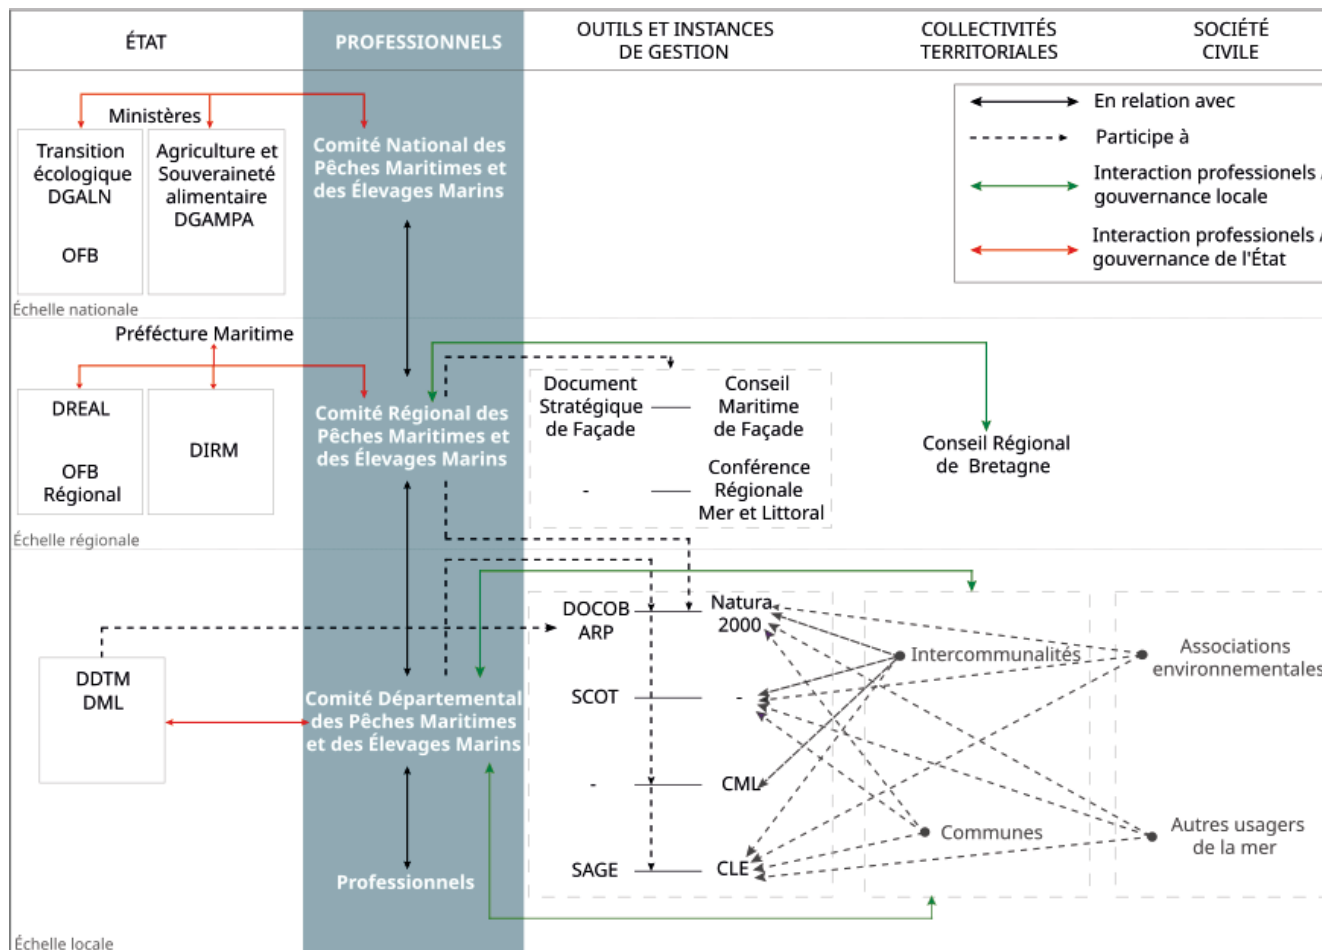 ÉTAT
PROFESSIONNELS
OUTILS ET INSTANCES
DE GESTION
COLLECTIVITÉS
TERRITORIALES
SOCIÉTÉ
CIVILE
En relation avec
Participe à
Interaction professionels /
gouvernance locale
Interaction professionels /
gouvernance de l'État
Ministères
Transition
écologique
DGALN
OFB
Agriculture et
Souveraineté
alimentaire
DGAMPA
Comité National des
Pêches Maritimes et
des Élevages Marins
Échelle nationale
Préfécture Maritime
DREAL
OFB
Régional
DIRM
Comité Régional des
Pêches Maritimes et
des Élevages Marins
Document
Stratégique
de Façade
Conseil
Maritime
de Façade
-
Conférence
Régionale
Mer et Littoral
Conseil Régional
de Bretagne
Échelle régionale
DDTM
DML
Comité Départemental
des Pêches Maritimes
et des Élevages Marins
Professionnels
DOCOB
ARP
Natura
2000
SCOT
-
-
CML
SAGE
CLE
Intercommunalités
Communes
Associations
environnementales
Autres usagers
de la mer
Échelle locale